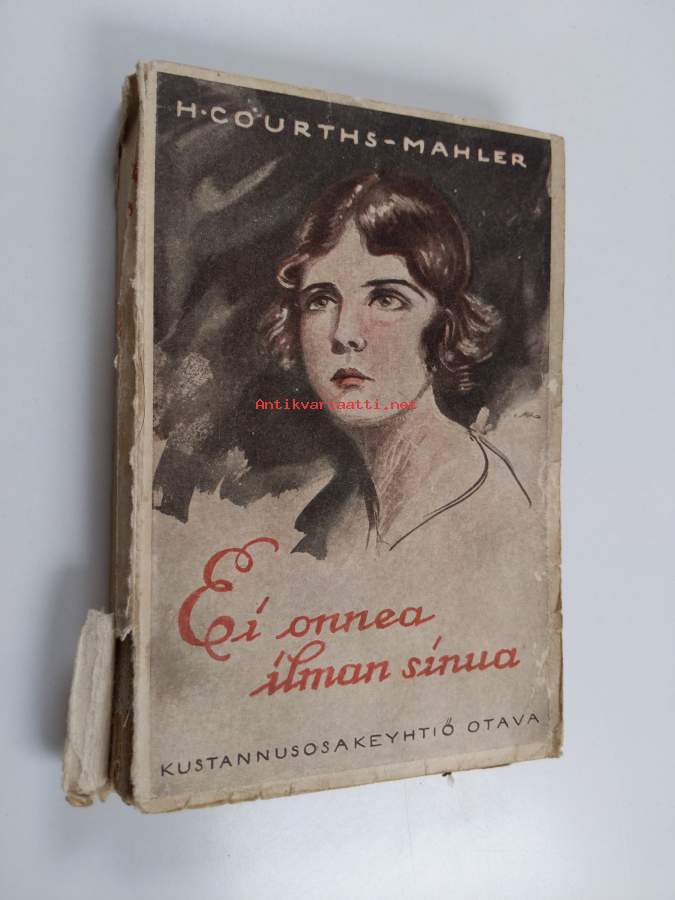 H. COURTHS-MAHLER
Antikvariaatti.net
Ei onnea
ilman sinua
KUSTANNUSOSAKEYHTIÖ OTAVA